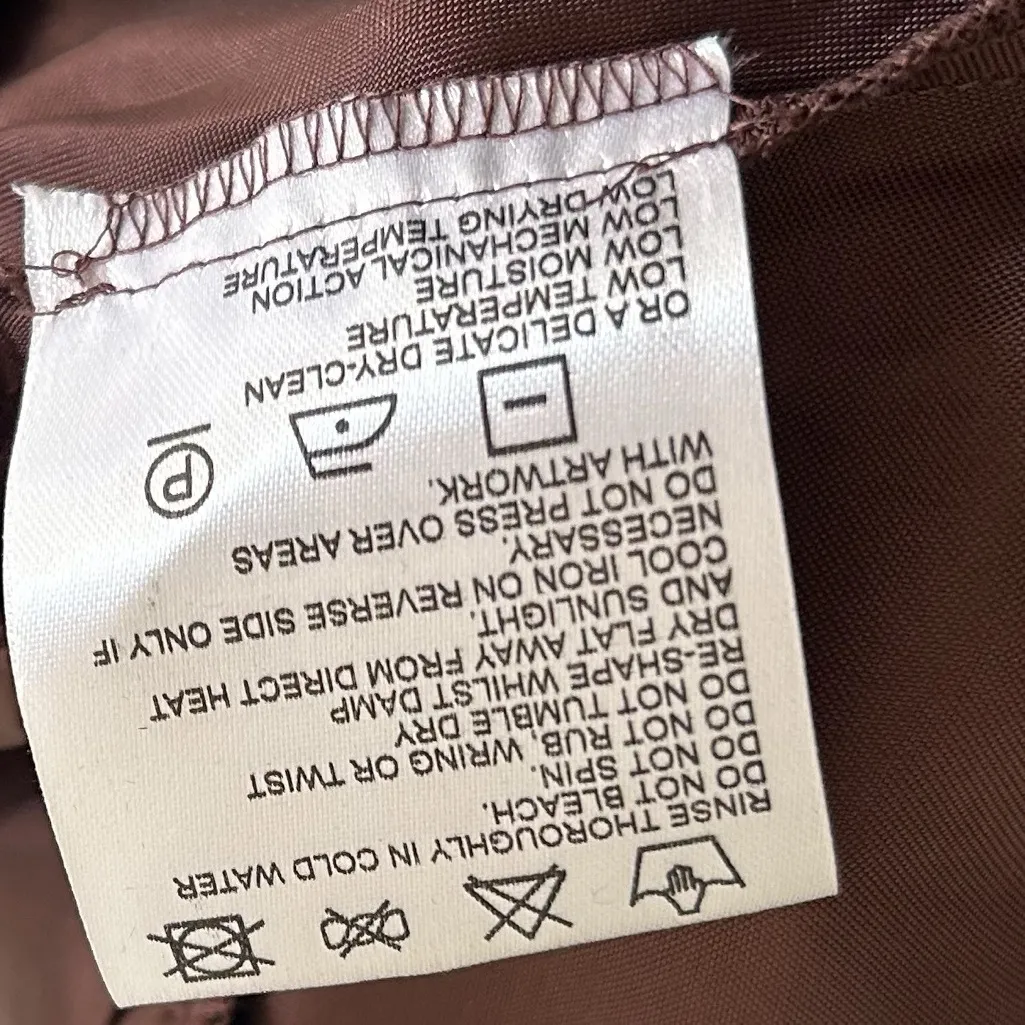 RINSE THOROUGHLY IN COLD WATER
DO NOT BLEACH.
DO NOT SPIN.
DO NOT RUB, WRING OR TWIST
DO NOT TUMBLE DRY
RE-SHAPE WHILST DAMP
DRY FLAT AWAY FROM DIRECT HEAT
AND SUNLIGHT.
COOL IRON ON REVERSE SIDE ONLY IF
NECESSARY.
DO NOT PRESS OVER AREAS
WITH ARTWORK.
P
OR A DELICATE DRY-CLEAN
LOW TEMPERATURE
LOW MOISTURE
LOW MECHANICAL ACTION
LOW DRYING TEMPERATURE